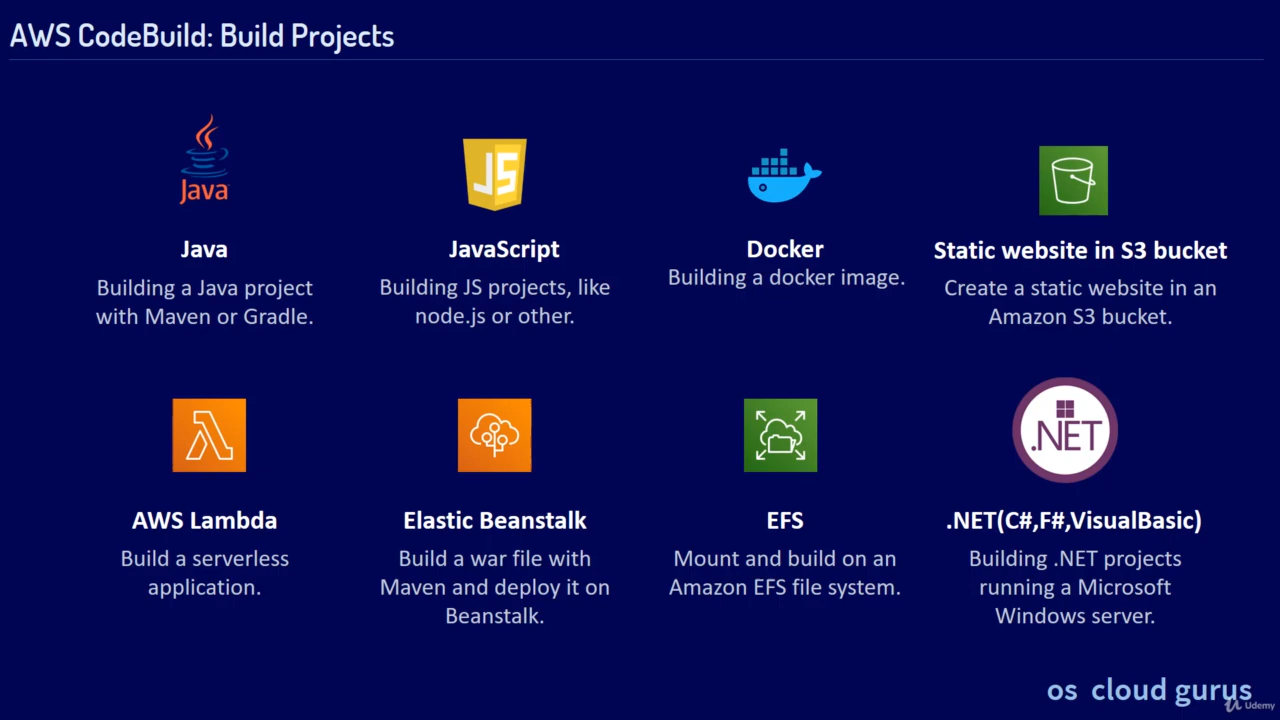 AWS CodeBuild: Build Projects
Java
JS
.NET
Java
Building a Java project
with Maven or Gradle.
JavaScript
Building JS projects, like
node.js or other.
Docker
Building a docker image.
Static website in S3 bucket
Create a static website in an
Amazon S3 bucket.
AWS Lambda
Build a serverless
application.
Elastic Beanstalk
Build a war file with
Maven and deploy it on
Beanstalk.
EFS
Mount and build on an
Amazon EFS file system.
.NET(C#,F#,VisualBasic)
Building .NET projects
running a Microsoft
Windows server.
os cloud gurus
Udemy